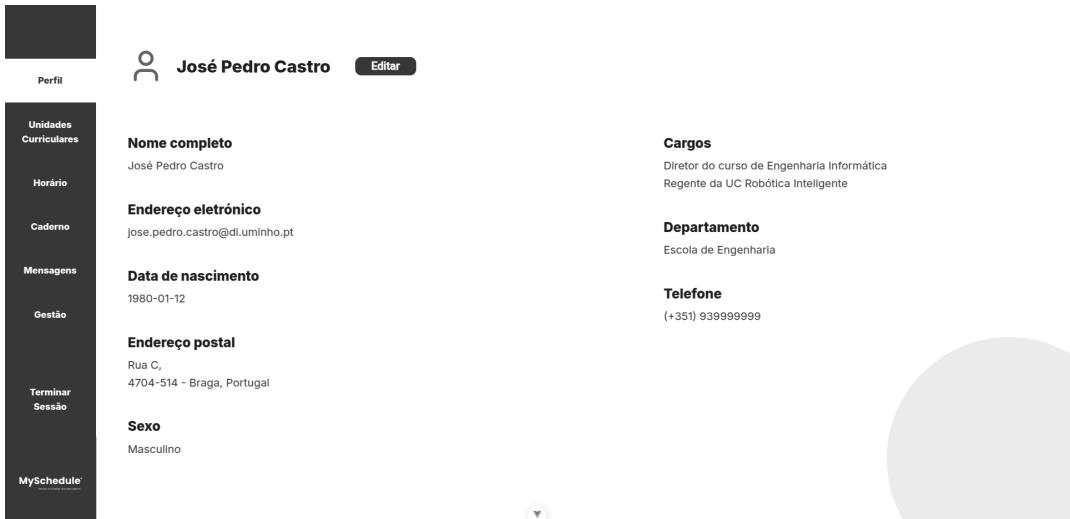 Perfil
Unidades
Curriculares
Horário
Caderno
Mensagens
Gestão
Terminar
Sessão
MySchedule
José Pedro Castro
Editar
Nome completo
José Pedro Castro
Endereço eletrónico
jose.pedro.castro@di.uminho.pt
Data de nascimento
1980-01-12
Endereço postal
Rua C,
4704-514 - Braga, Portugal
Sexo
Masculino
Cargos
Diretor do curso de Engenharia Informática
Regente da UC Robótica Inteligente
Departamento
Escola de Engenharia
Telefone
(+351) 939999999